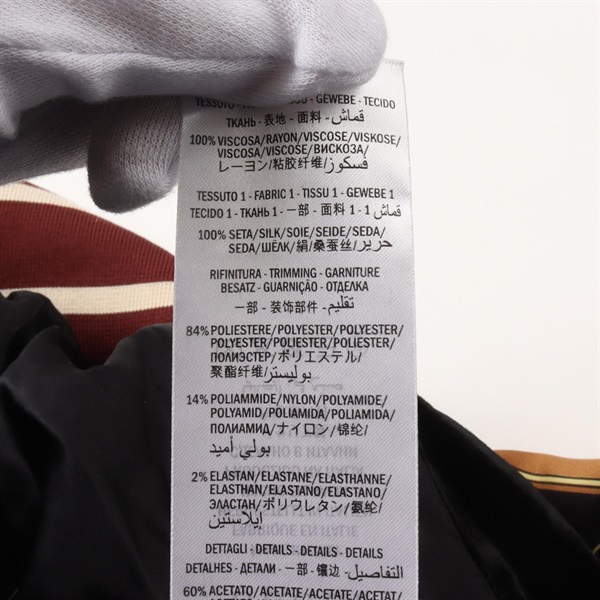 TESSUTO - GEWEBE - TECIDO
ТКАНЬ - 表地 - 面料 - قماش
100% VISCOSA/RAYON/VISCOSE/VISKOSE/
VISCOSA/VISCOSE/ВИСКОЗА/
レーヨン/粘胶纤维/فسكوز
TESSUTO 1 - FABRIC 1 - TISSU 1 - GEWEBE 1
TECIDO 1 - ТКАНЬ 1 - 一部 - 面料 1 - قماش 1
100% SETA/SILK/SOIE/SEIDE/SEDA/
SEDA/ШЁЛК/絹/桑蚕丝/حرير
RIFINITURA - TRIMMING - GARNITURE
BESATZ - GUARNIÇÃO - ОТДЕЛКА
一部 - 装饰部件 - تقليم
84% POLIESTERE/POLYESTER/POLYESTER/
POLYESTER/POLIÉSTER/POLIESTER/
ПОЛИЭСТЕР/ポリエステル/
聚酯纤维/بوليستر
14% POLIAMMIDE/NYLON/POLYAMIDE/
POLYAMID/POLIAMIDA/POLIAMIDA/
ПОЛИАМИД/ナイロン/锦纶/
بولي أميد
2% ELASTAN/ELASTANE/ELASTHANNE/
ELASTHAN/ELASTANO/ELASTANO/
ЭЛАСТАН/ポリウレタン/氨纶/
إيلاستين
DETTAGLI - DETAILS - DETAILS - DETAILS
DETALHES - ДЕТАЛИ - 一部 - 镶边 - التفاصيل
60% ACETATO/ACETATE/ACETATE/ACETAT/